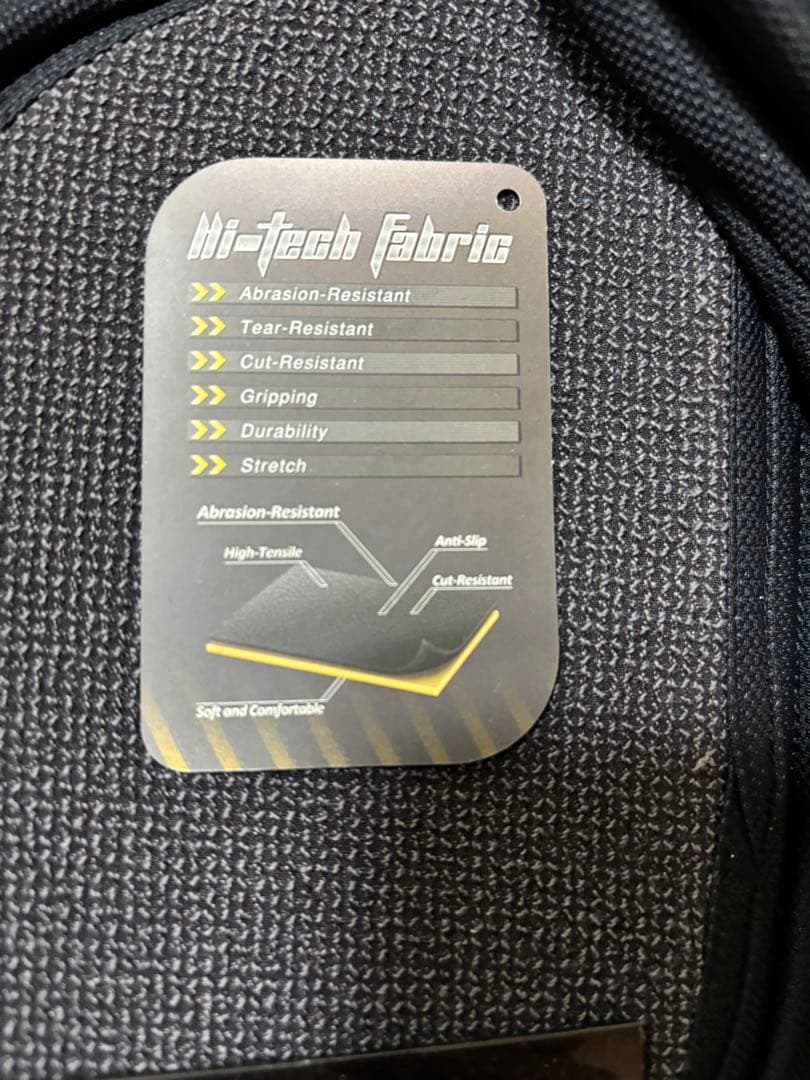 Hi-tech Fabric
Abrasion-Resistant
Tear-Resistant
Cut-Resistant
Gripping
Durability
Stretch
Abrasion-Resistant
Anti-Slip
High-Tensile
Cut-Resistant
Soft and Comfortable